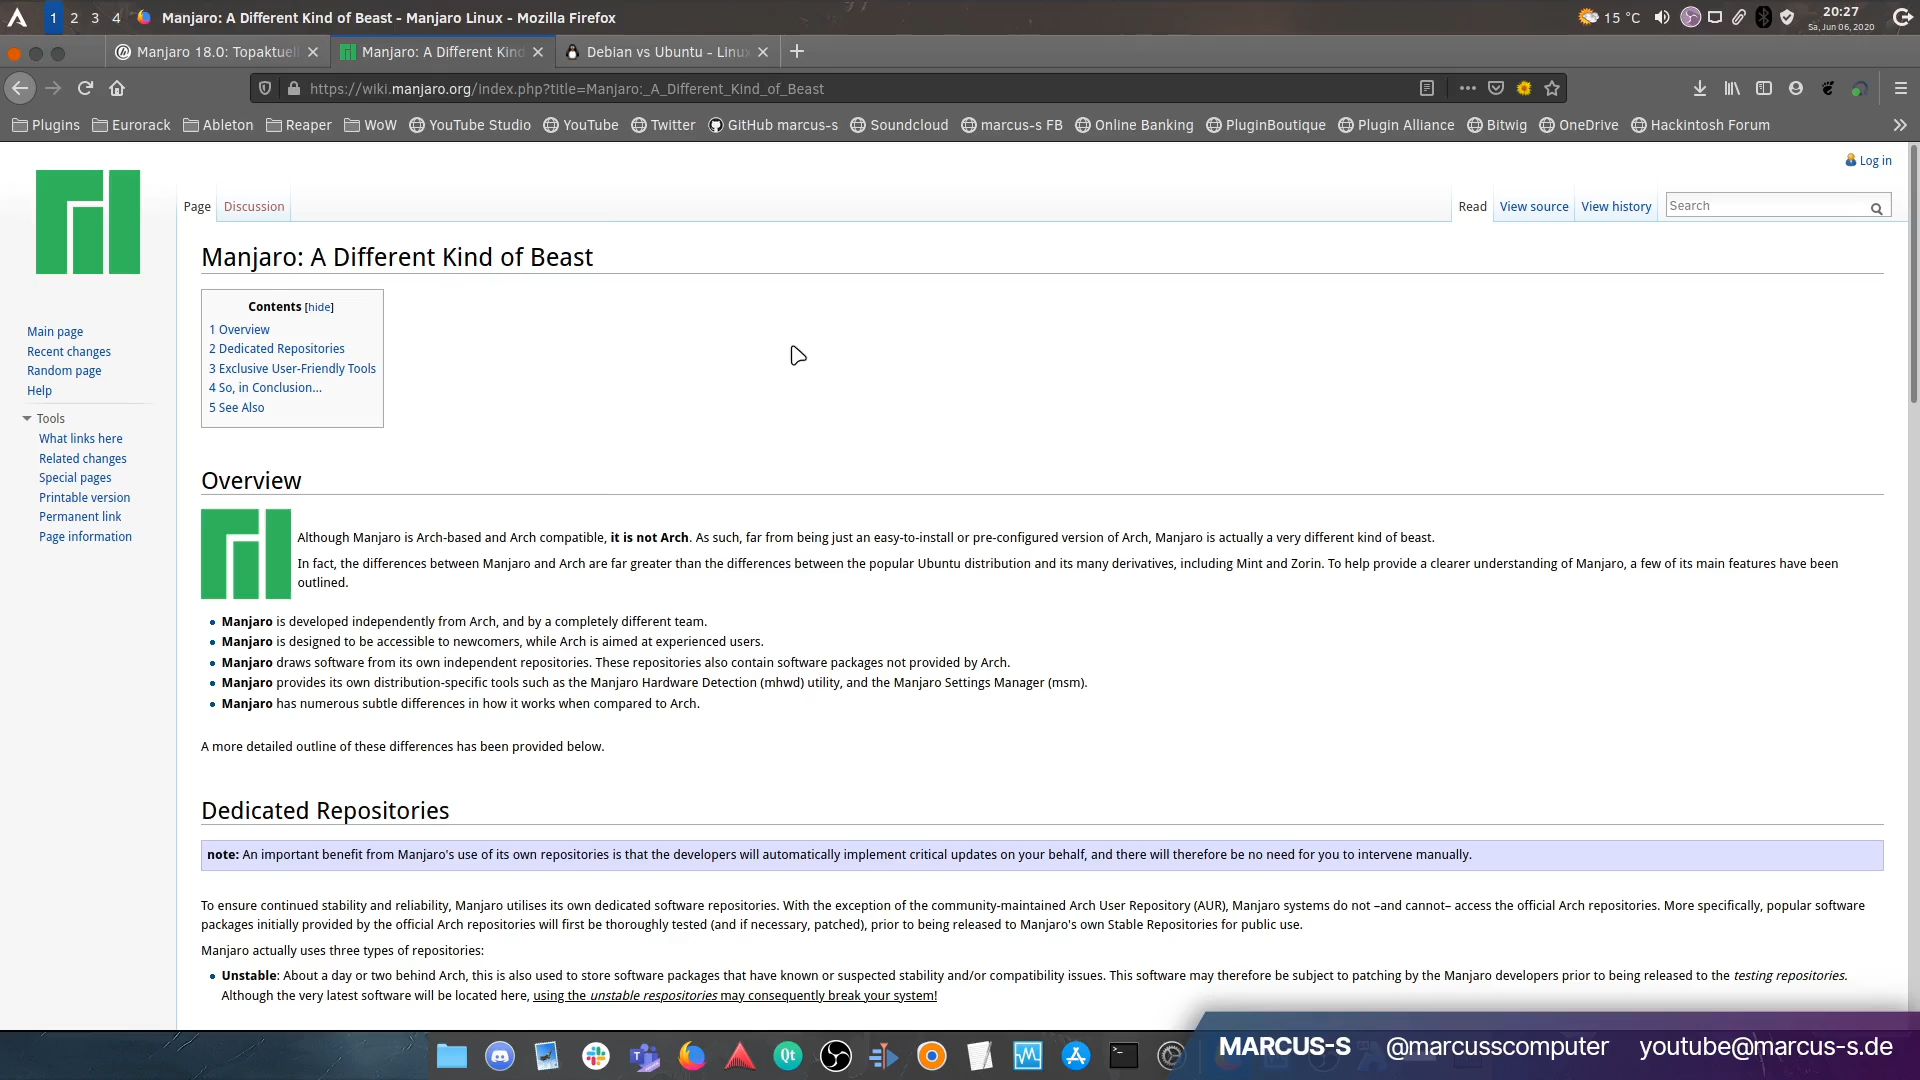 1 2 3 4 Manjaro: A Different Kind of Beast - Manjaro Linux - Mozilla Firefox 15 °C 20:27
Sa, Jun 06, 2020
Manjaro 18.0: Topaktuell Manjaro: A Different Kind Debian vs Ubuntu - Linux
https://wiki.manjaro.org/index.php?title=Manjaro:_A_Different_Kind_of_Beast
Plugins Eurorack Ableton Reaper WoW YouTube Studio YouTube Twitter GitHub marcus-s Soundcloud marcus-s FB Online Banking PluginBoutique Plugin Alliance Bitwig OneDrive Hackintosh Forum
Log in
Page Discussion Read View source View history Search
Main page
Recent changes
Random page
Help
Tools
What links here
Related changes
Special pages
Printable version
Permanent link
Page information
Manjaro: A Different Kind of Beast
Contents [hide]
1 Overview
2 Dedicated Repositories
3 Exclusive User-Friendly Tools
4 So, in Conclusion...
5 See Also
Overview
Although Manjaro is Arch-based and Arch compatible, it is not Arch. As such, far from being just an easy-to-install or pre-configured version of Arch, Manjaro is actually a very different kind of beast.
In fact, the differences between Manjaro and Arch are far greater than the differences between the popular Ubuntu distribution and its many derivatives, including Mint and Zorin. To help provide a clearer understanding of Manjaro, a few of its main features have been
outlined.
Manjaro is developed independently from Arch, and by a completely different team.
Manjaro is designed to be accessible to newcomers, while Arch is aimed at experienced users.
Manjaro draws software from its own independent repositories. These repositories also contain software packages not provided by Arch.
Manjaro provides its own distribution-specific tools such as the Manjaro Hardware Detection (mhwd) utility, and the Manjaro Settings Manager (msm).
Manjaro has numerous subtle differences in how it works when compared to Arch.
A more detailed outline of these differences has been provided below.
Dedicated Repositories
note: An important benefit from Manjaro's use of its own repositories is that the developers will automatically implement critical updates on your behalf, and there will therefore be no need for you to intervene manually.
To ensure continued stability and reliability, Manjaro utilises its own dedicated software repositories. With the exception of the community-maintained Arch User Repository (AUR), Manjaro systems do not –and cannot– access the official Arch repositories. More specifically, popular software
packages initially provided by the official Arch repositories will first be thoroughly tested (and if necessary, patched), prior to being released to Manjaro's own Stable Repositories for public use.
Manjaro actually uses three types of repositories:
Unstable: About a day or two behind Arch, this is also used to store software packages that have known or suspected stability and/or compatibility issues. This software may therefore be subject to patching by the Manjaro developers prior to being released to the testing repositories.
Although the very latest software will be located here, using the unstable respositories may consequently break your system!
Qt
MARCUS-S @marcusscomputer youtube@marcus-s.de